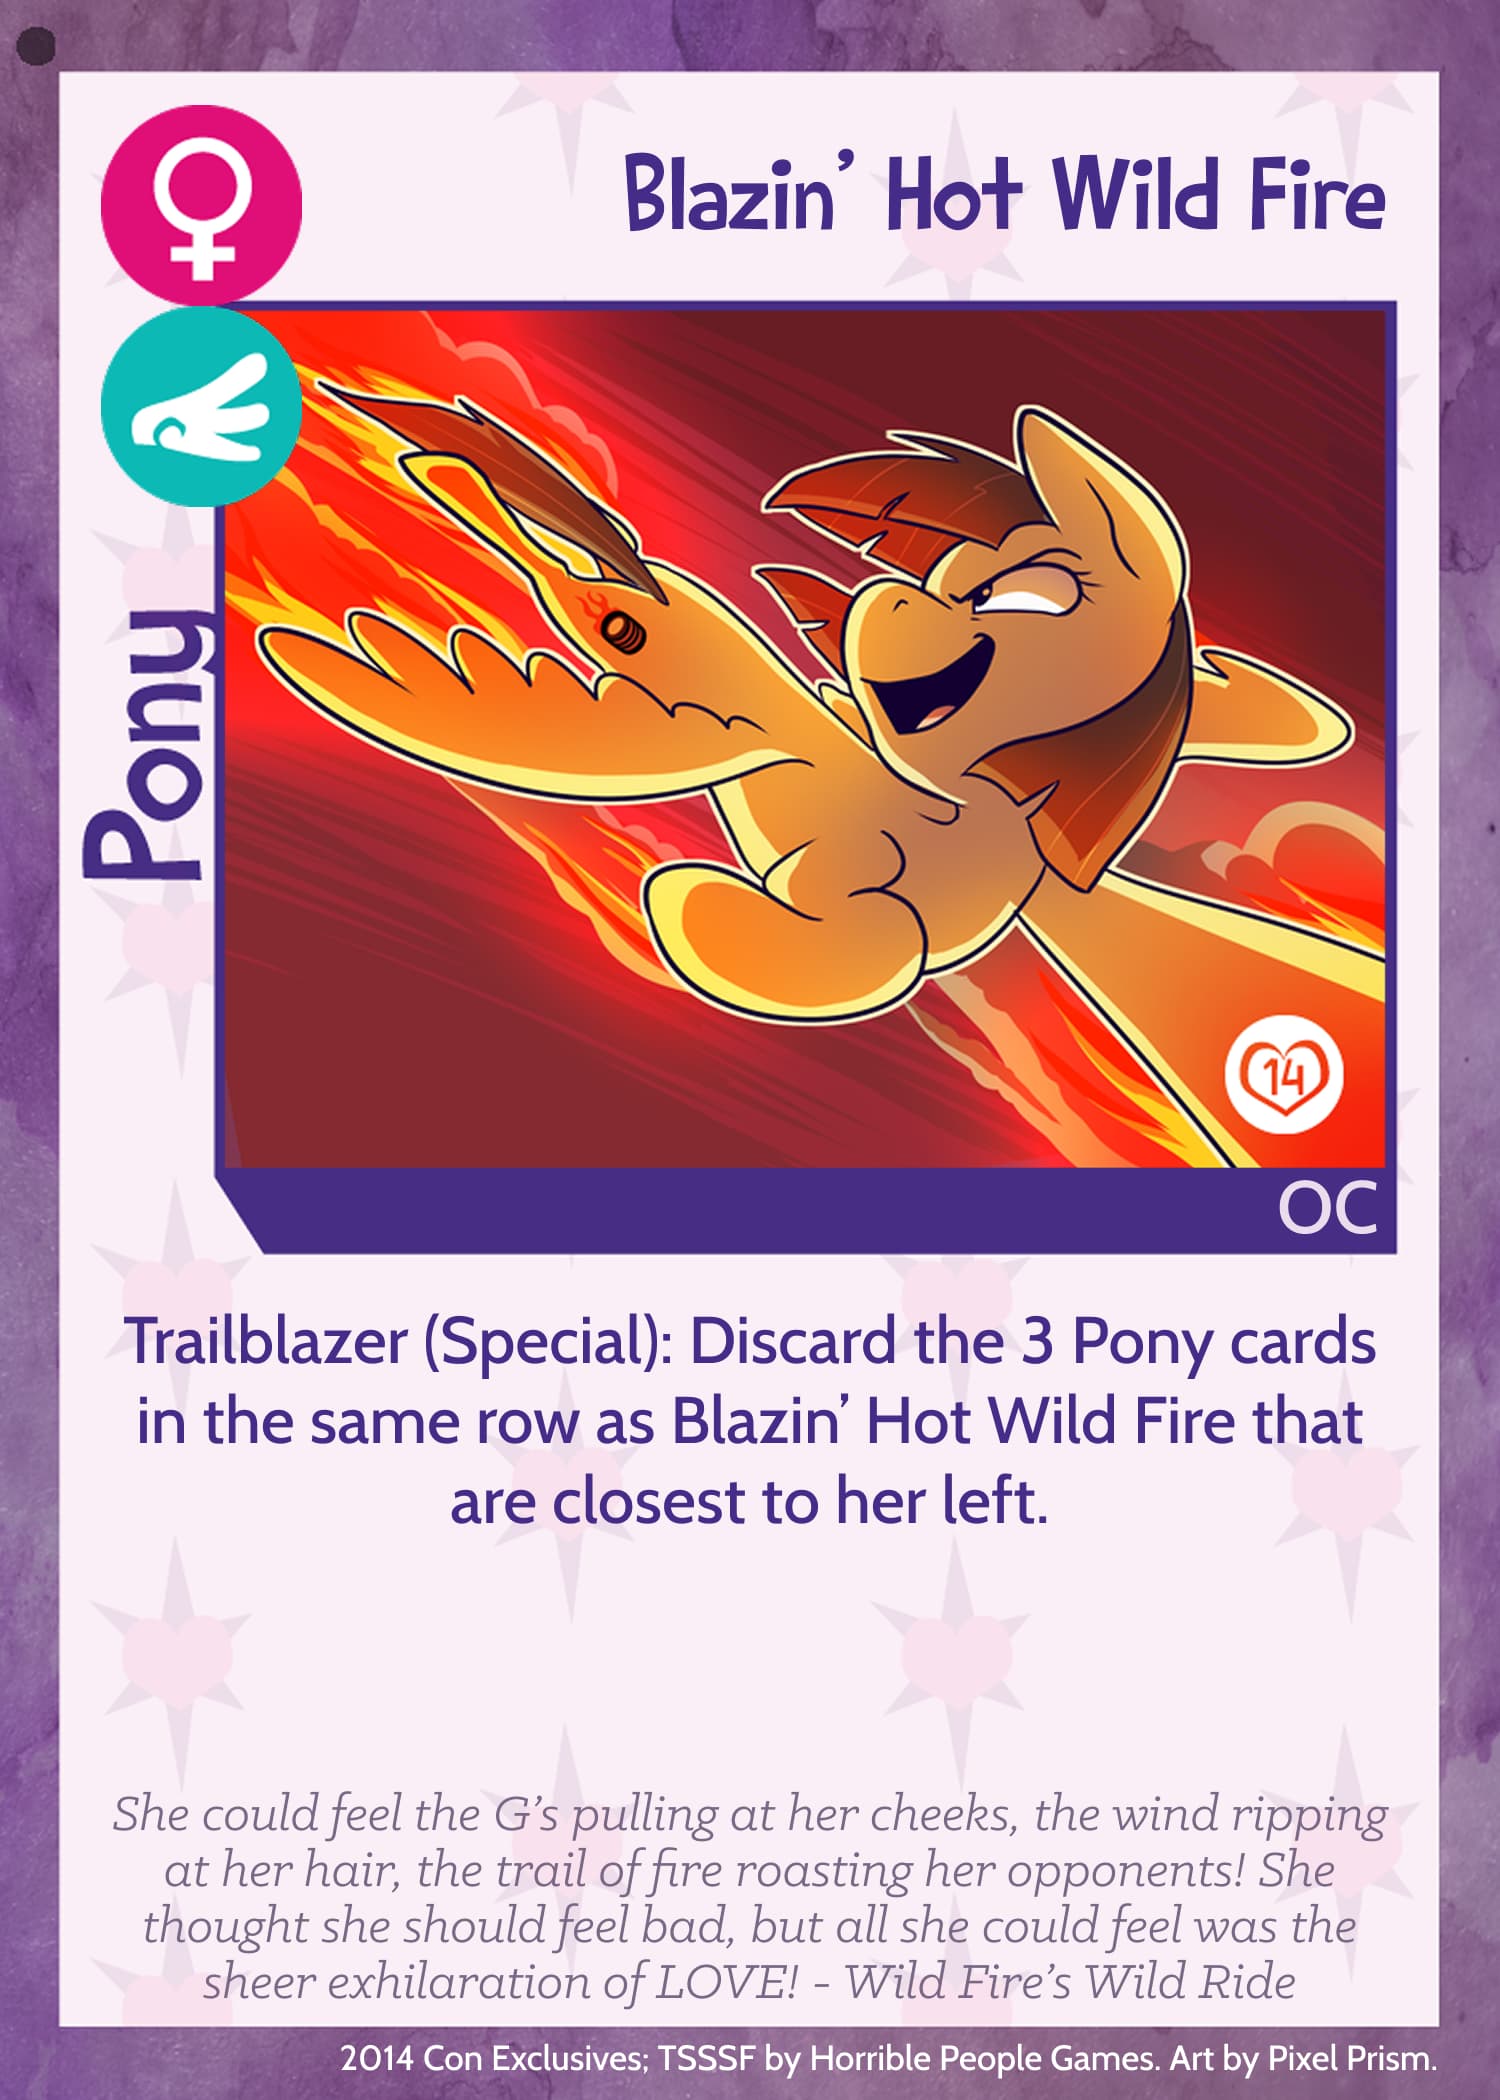 Blazin’ Hot Wild Fire
Pony
14
OC
Trailblazer (Special): Discard the 3 Pony cards
in the same row as Blazin’ Hot Wild Fire that
are closest to her left.
She could feel the G’s pulling at her cheeks, the wind ripping
at her hair, the trail of fire roasting her opponents! She
thought she should feel bad, but all she could feel was the
sheer exhilaration of LOVE! - Wild Fire’s Wild Ride
2014 Con Exclusives; TSSSF by Horrible People Games. Art by Pixel Prism.